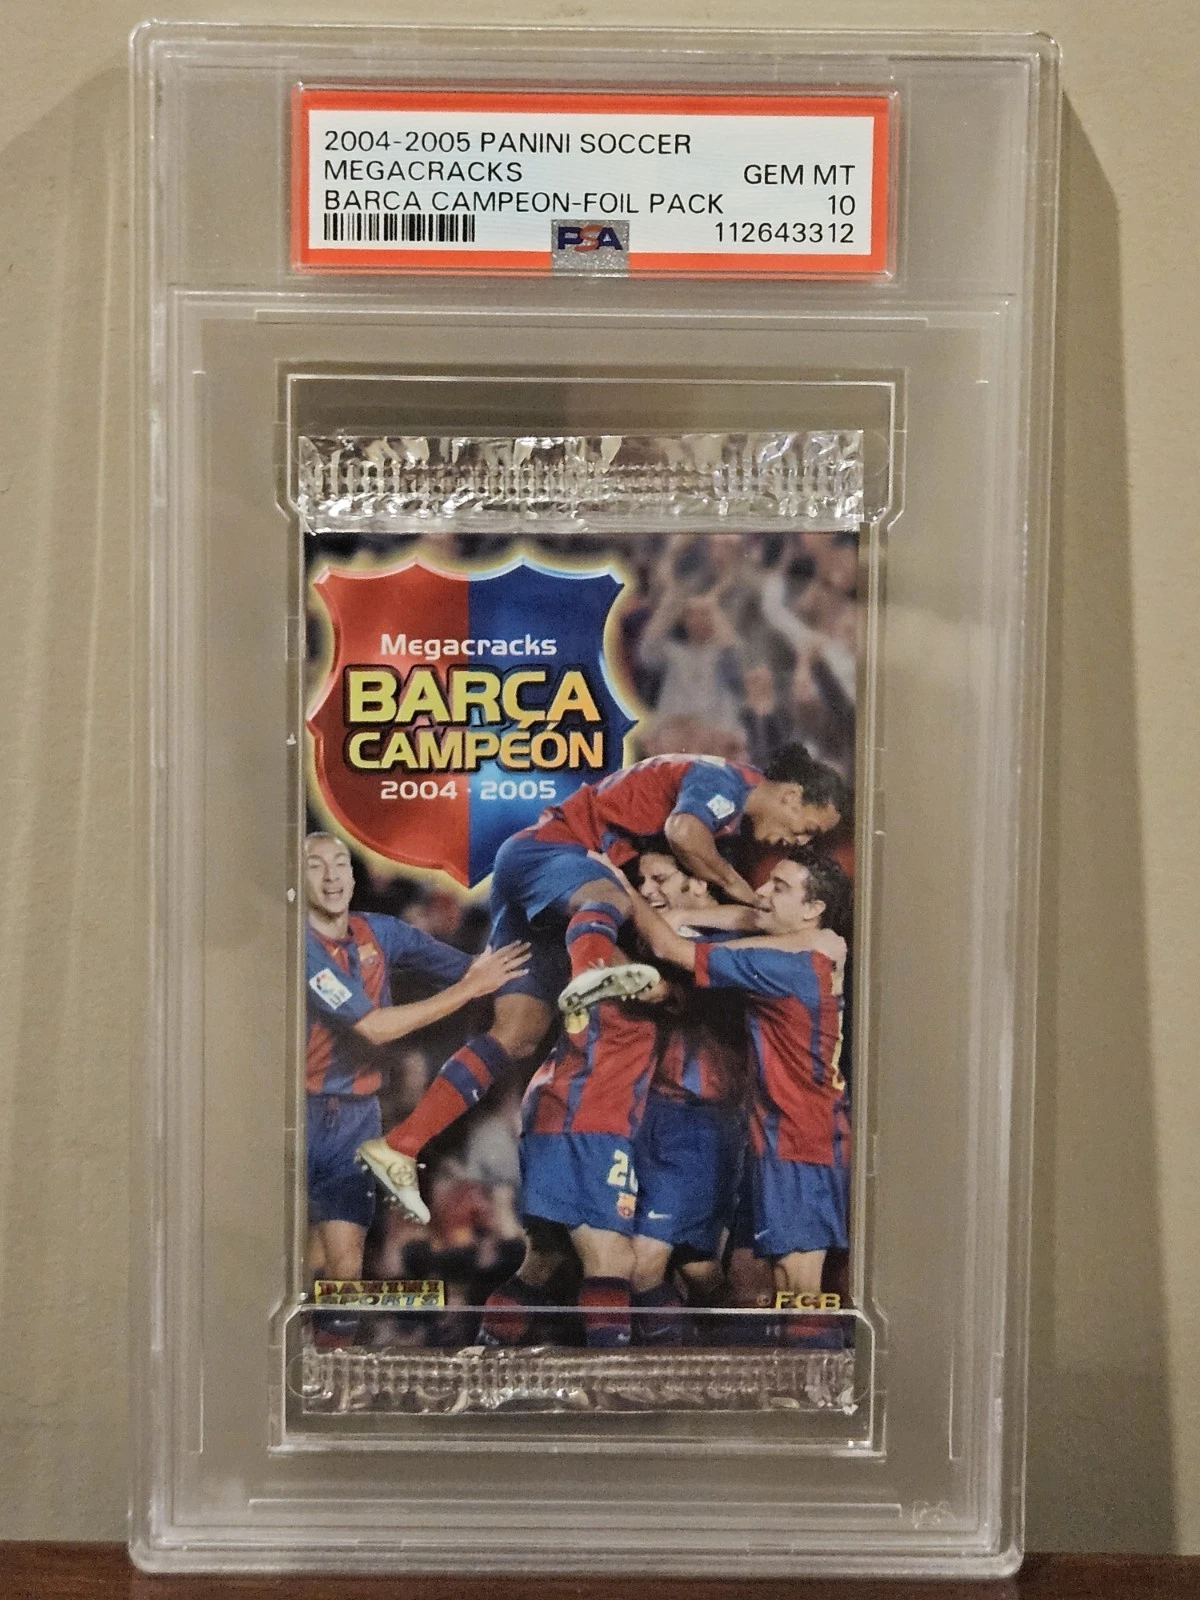 2004-2005 PANINI SOCCER
MEGACRACKS GEM MT
BARCA CAMPEON-FOIL PACK 10
PSA 112643312
Megacracks
BARÇA
CAMPEÓN
2004 · 2005
PANINI
SPORTS
© FCB